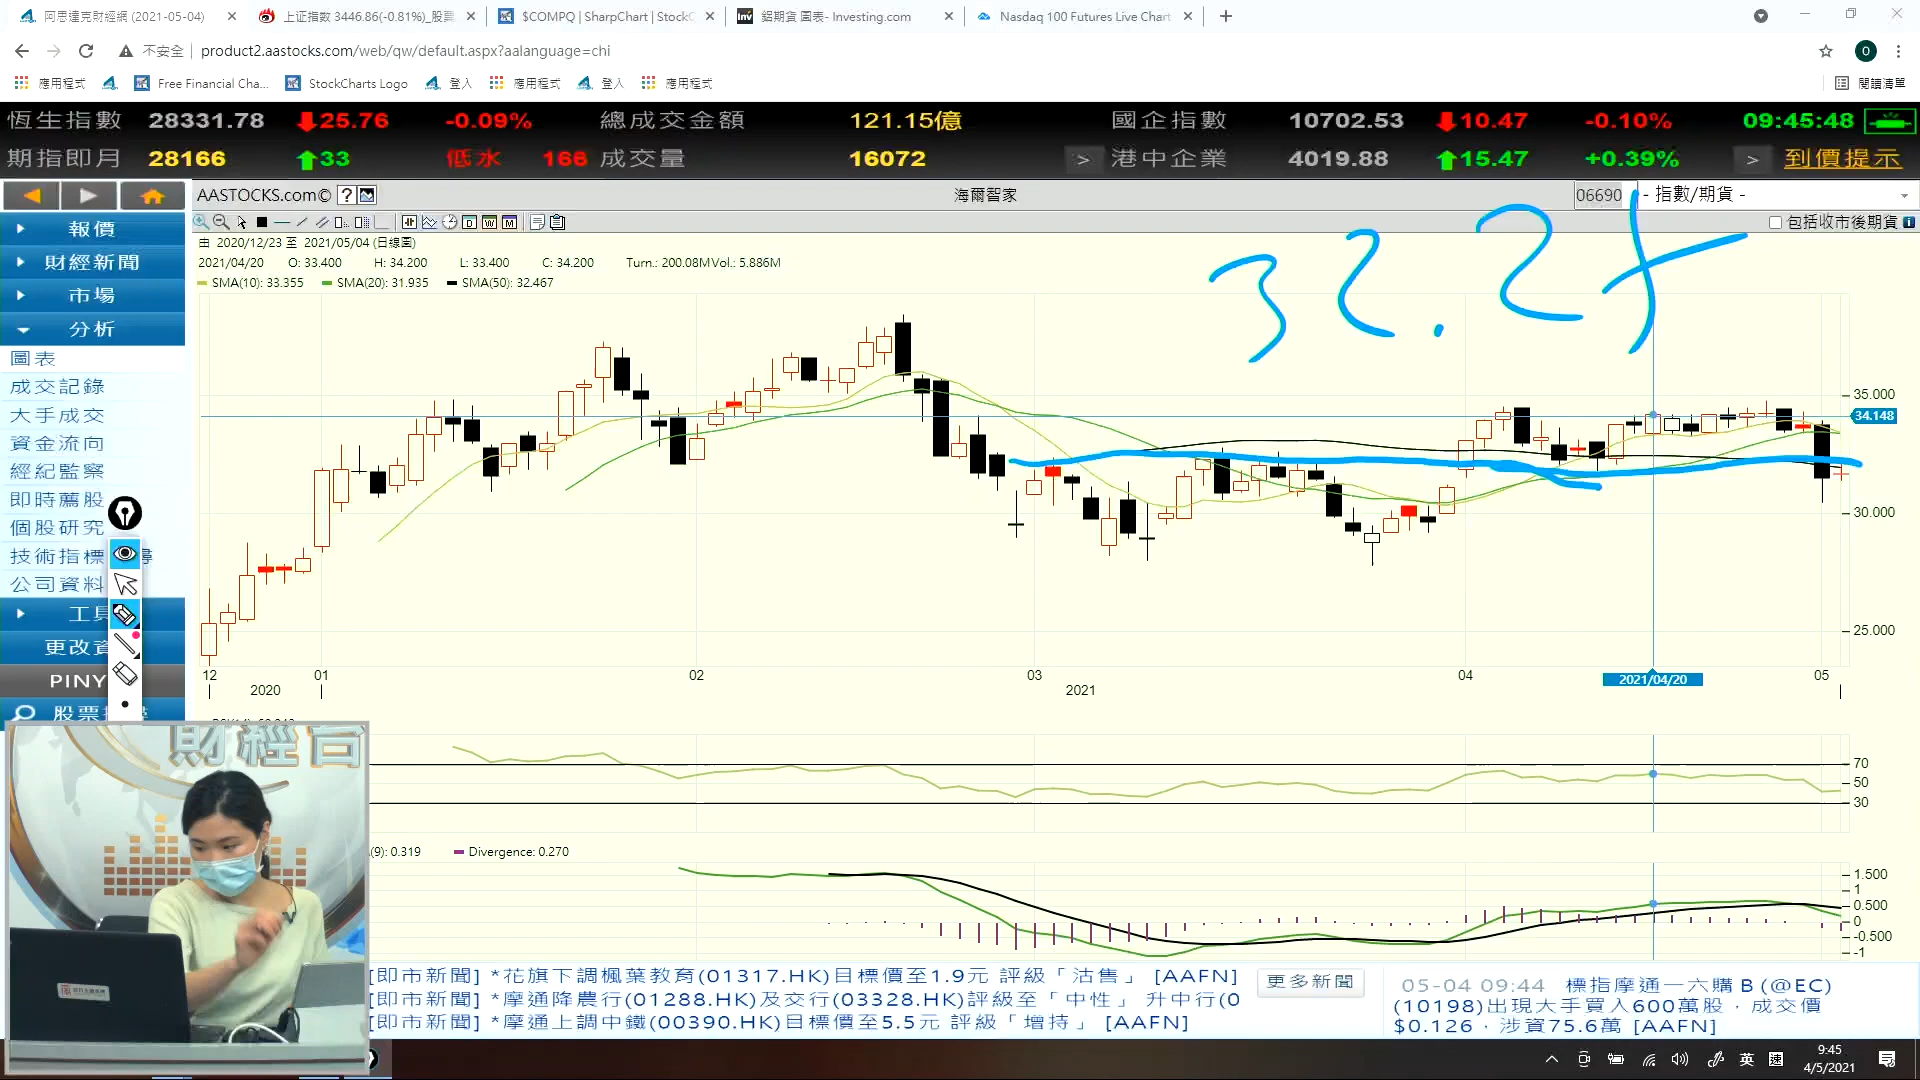 阿思達克財經網 (2021-05-04)
上证指数 3446.86(-0.81%)_股票
$COMPQ | SharpChart | StockC
鋁期貨 圖表- Investing.com
Nasdaq 100 Futures Live Chart
不安全 product2.aastocks.com/web/qw/default.aspx?aalanguage=chi
O
應用程式 Free Financial Cha... StockCharts Logo 登入 應用程式 登入 應用程式 閱讀清單
恆生指數 28331.78 25.76 -0.09% 總成交金額 121.15億 國企指數 10702.53 10.47 -0.10% 09:45:48
期指即月 28166 33 低水 166 成交量 16072 > 港中企業 4019.88 15.47 +0.39% > 到價提示
AASTOCKS.com© ? 海爾智家 06690 - 指數/期貨 -
D W M 包括收市後期貨 i
報價
財經新聞
市場
分析
圖表
成交記錄
大手成交
資金流向
經紀監察
即時薦股
個股研究
技術指標
公司資料
工具
更改資
PINY
股票
由 2020/12/23 至 2021/05/04 (日線圖)
2021/04/20 O: 33.400 H: 34.200 L: 33.400 C: 34.200 Turn.: 200.08M Vol.: 5.886M
SMA(10): 33.355 SMA(20): 31.935 SMA(50): 32.467
32.2
35.000
34.148
30.000
25.000
12 01 02 03 04 2021/04/20 05
2020 2021
70
50
30
(9): 0.319 Divergence: 0.270
1.500
1
0.500
0
-0.500
-1
財經台
[即市新聞] *花旗下調楓葉教育(01317.HK)目標價至1.9元 評級「沽售」 [AAFN]
[即市新聞] *摩通降農行(01288.HK)及交行(03328.HK)評級至「中性」 升中行(0
[即市新聞] *摩通上調中鐵(00390.HK)目標價至5.5元 評級「增持」 [AAFN]
更多新聞
05-04 09:44 標指摩通一六購B(@EC)
(10198)出現大手買入600萬股，成交價
$0.126，涉資75.6萬 [AAFN]
英
9:45
4/5/2021